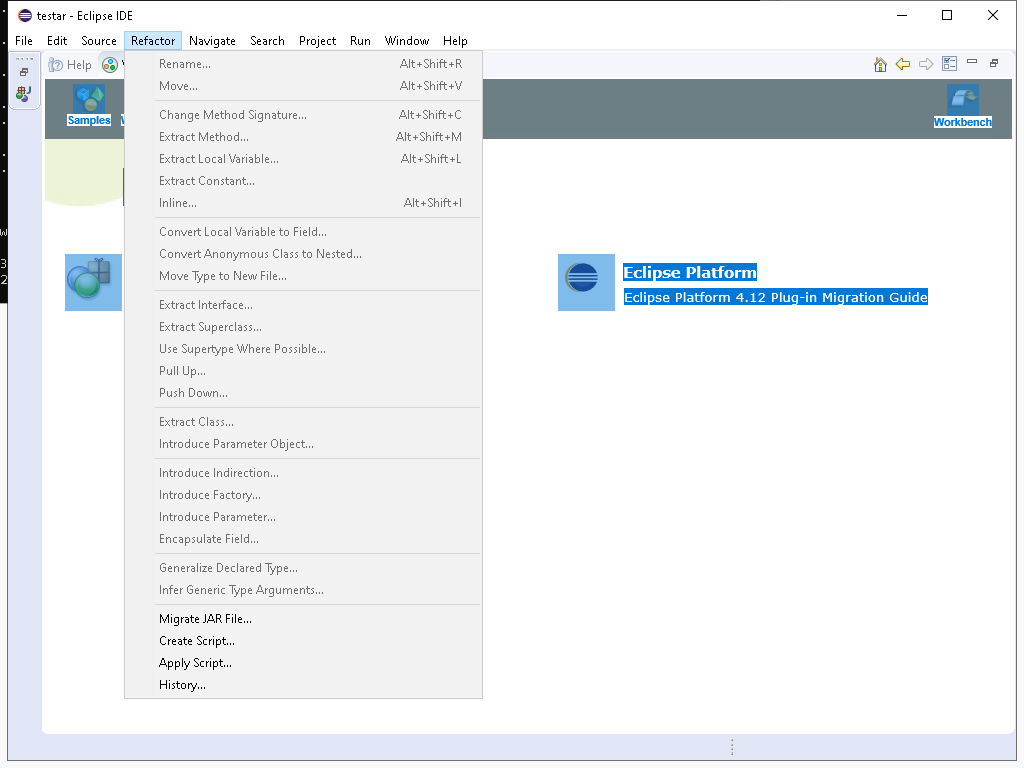 testar - Eclipse IDE
File Edit Source Refactor Navigate Search Project Run Window Help
Help
Rename... Alt+Shift+R
Move... Alt+Shift+V
Change Method Signature... Alt+Shift+C
Extract Method... Alt+Shift+M
Extract Local Variable... Alt+Shift+L
Extract Constant...
Inline... Alt+Shift+I
Convert Local Variable to Field...
Convert Anonymous Class to Nested...
Move Type to New File...
Extract Interface...
Extract Superclass...
Use Supertype Where Possible...
Pull Up...
Push Down...
Extract Class...
Introduce Parameter Object...
Introduce Indirection...
Introduce Factory...
Introduce Parameter...
Encapsulate Field...
Generalize Declared Type...
Infer Generic Type Arguments...
Migrate JAR File...
Create Script...
Apply Script...
History...
Samples
Workbench
Eclipse Platform
Eclipse Platform 4.12 Plug-in Migration Guide